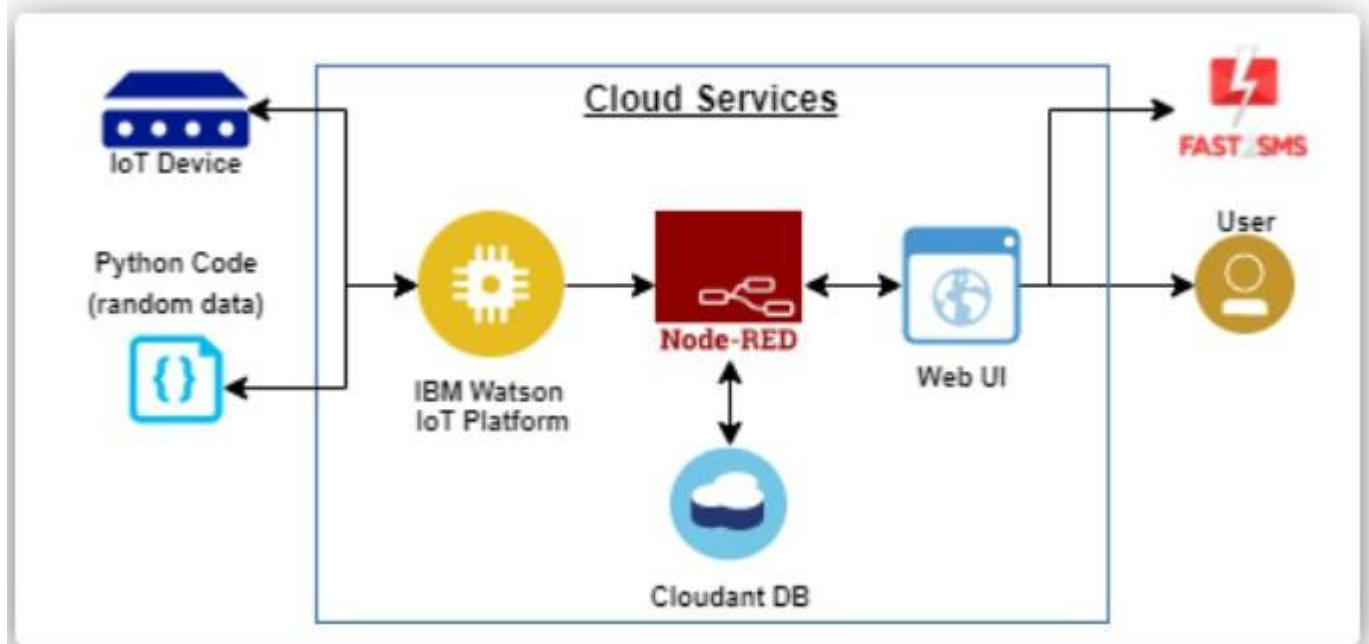 Cloud Services
IoT Device
Python Code
(random data)
IBM Watson
IoT Platform
Node-RED
Cloudant DB
Web UI
FAST2SMS
User